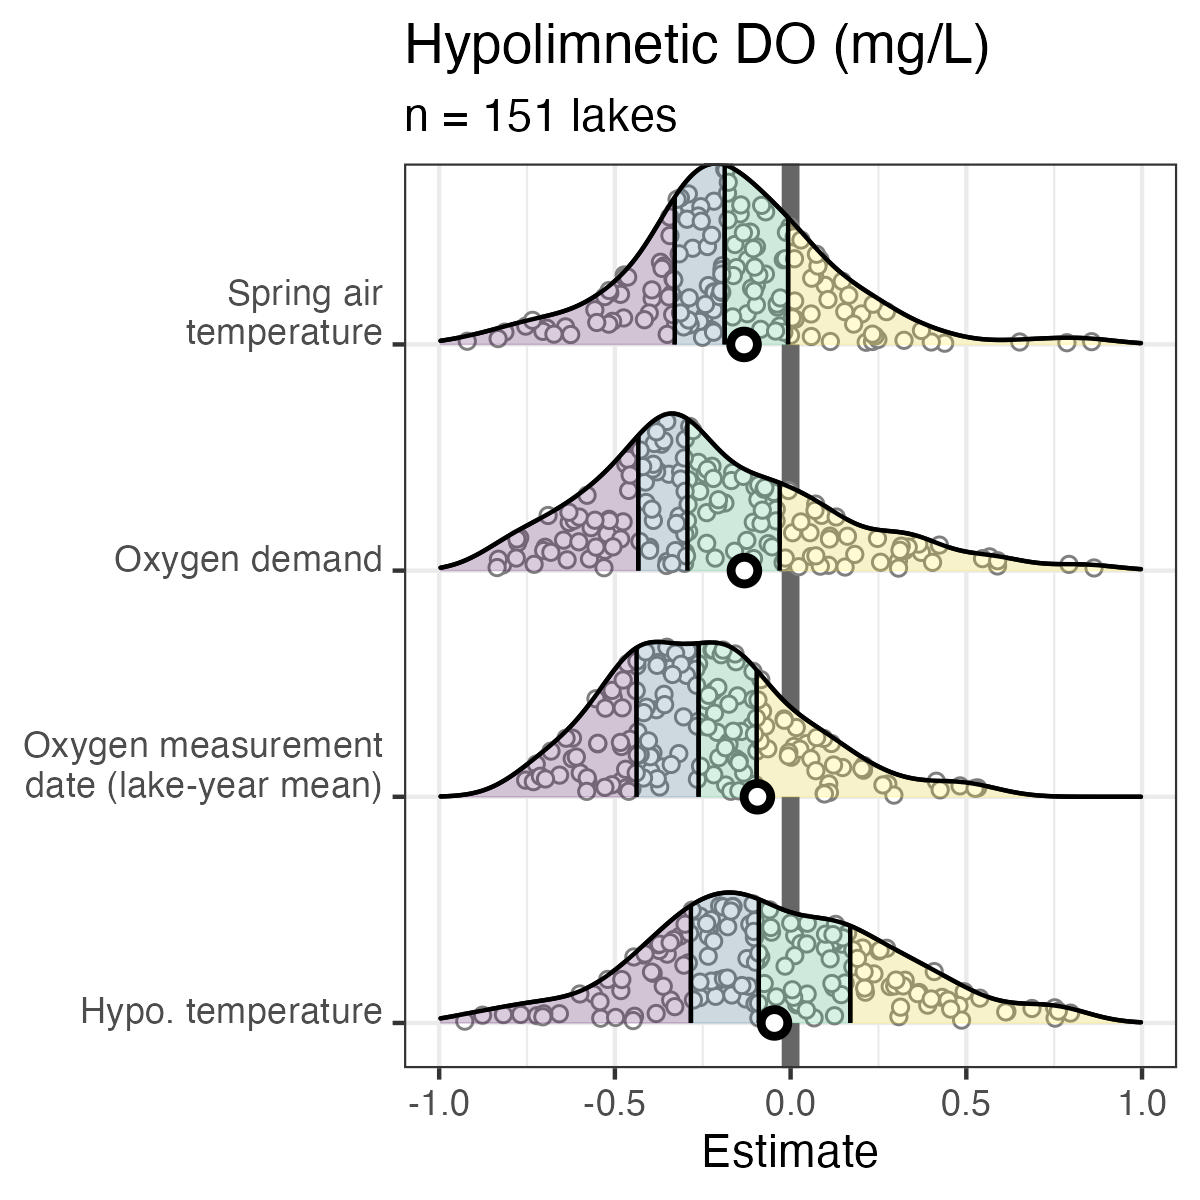 Hypolimnetic DO (mg/L)
n = 151 lakes
Spring air
temperature
Oxygen demand
Oxygen measurement
date (lake-year mean)
Hypo. temperature
-1.0 -0.5 0.0 0.5 1.0
Estimate